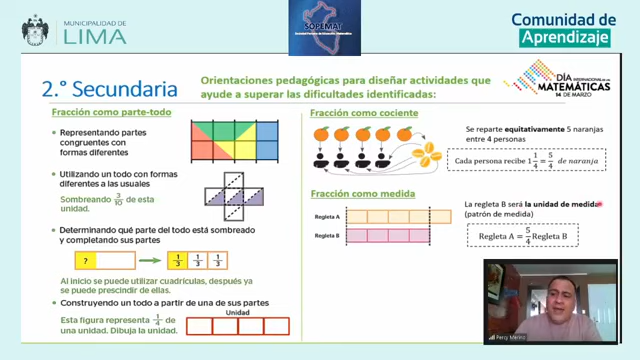 MUNICIPALIDAD DE
LIMA
SOPEMAT
Comunidad de
Aprendizaje
2.° Secundaria
Orientaciones pedagógicas para diseñar actividades que
ayude a superar las dificultades identificadas:
DÍA
INTERNACIONAL DE LAS
MATEMÁTICAS
14 DE MARZO
Fracción como parte-todo
• Representando partes
congruentes con
formas diferentes
• Utilizando un todo con formas
diferentes a las usuales
Sombreando 3/10 de esta
unidad.
• Determinando qué parte del todo está sombreado
y completando sus partes
? 1/3 1/3 1/3
Al inicio se puede utilizar cuadrículas, después ya
se puede prescindir de ellas.
• Construyendo un todo a partir de una de sus partes
Esta figura representa 1/4 de
una unidad. Dibuja la unidad.
Unidad
Fracción como cociente
Se reparte equitativamente 5 naranjas
entre 4 personas
Cada persona recibe 1 1/4 = 5/4 de naranja
Fracción como medida
Regleta A
Regleta B
La regleta B será la unidad de medida
(patrón de medida)
Regleta A = 5/4 Regleta B
Percy Merino